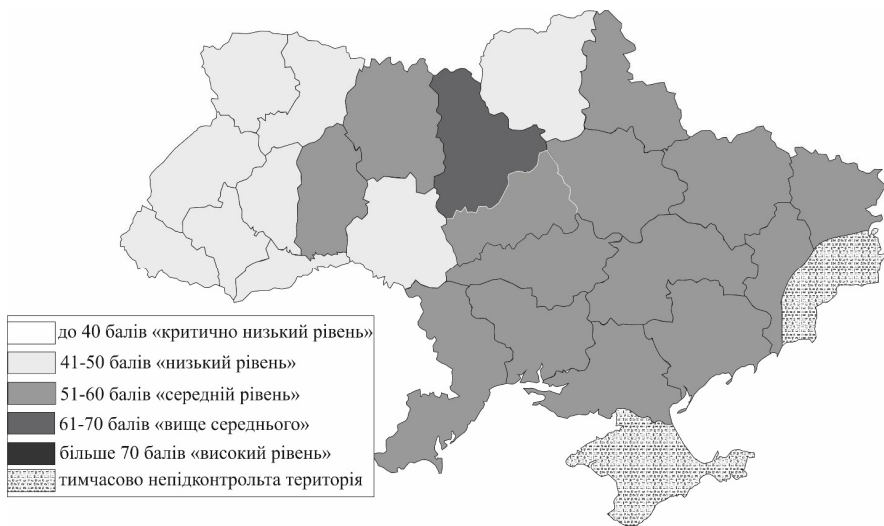 до 40 балів «критично низький рівень»
41-50 балів «низький рівень»
51-60 балів «середній рівень»
61-70 балів «вище середнього»
більше 70 балів «високий рівень»
тимчасово непідконтрольта територія